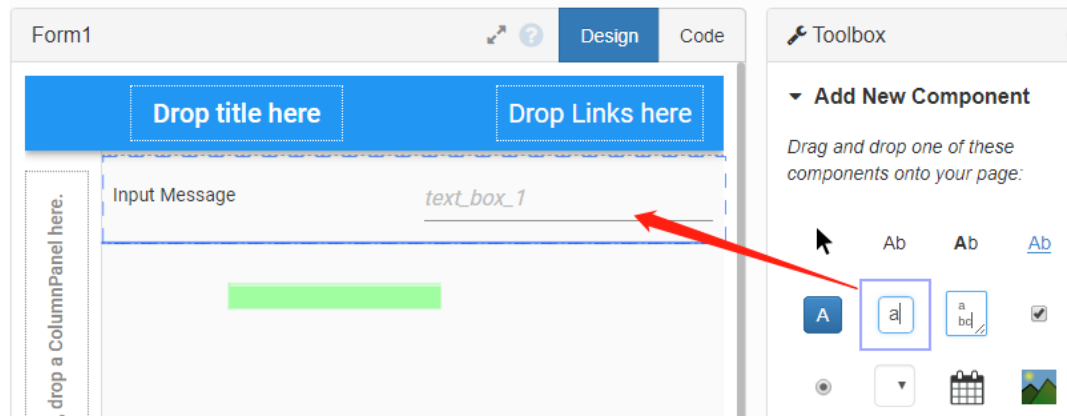 Form1
Design
Code
Toolbox
Drop title here
Drop Links here
Add New Component
Drag and drop one of these
components onto your page:
Input Message
text_box_1
drop a ColumnPanel here.
Ab
Ab
Ab
A
a
a
bc